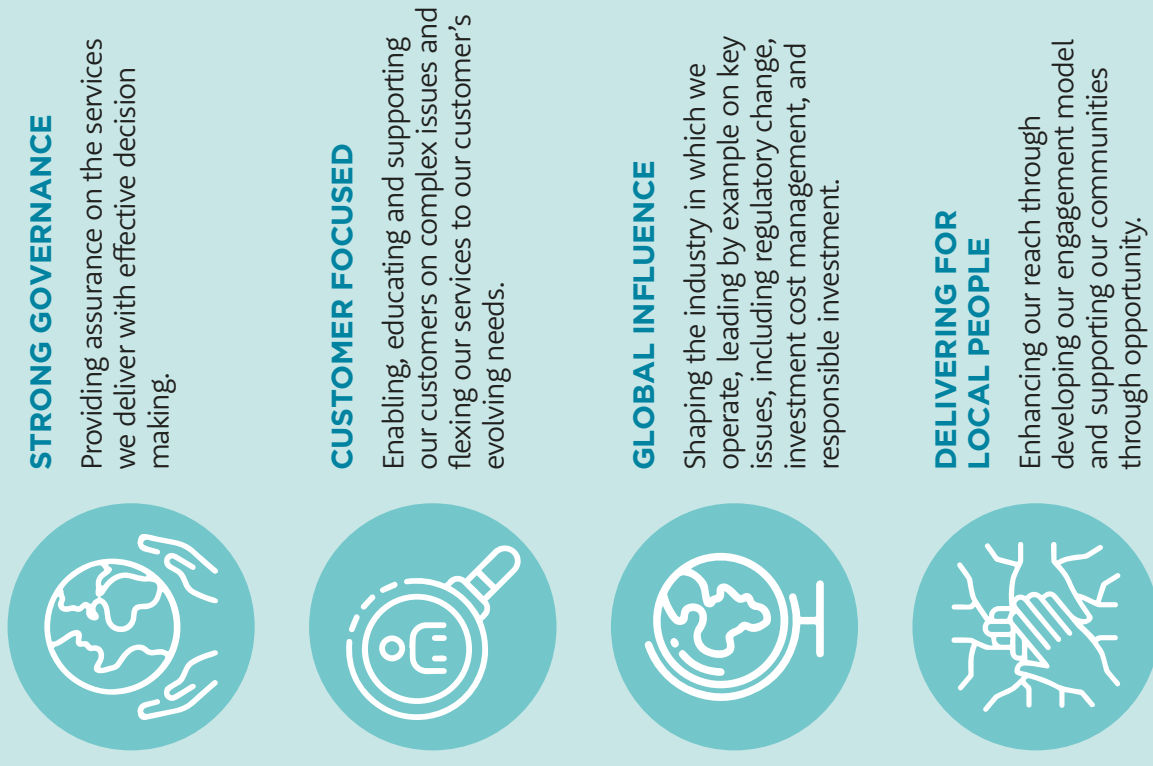 STRONG GOVERNANCE
Providing assurance on the services
we deliver with effective decision
making.
CUSTOMER FOCUSED
Enabling, educating and supporting
our customers on complex issues and
flexing our services to our customer’s
evolving needs.
GLOBAL INFLUENCE
Shaping the industry in which we
operate, leading by example on key
issues, including regulatory change,
investment cost management, and
responsible investment.
DELIVERING FOR
LOCAL PEOPLE
Enhancing our reach through
developing our engagement model
and supporting our communities
through opportunity.